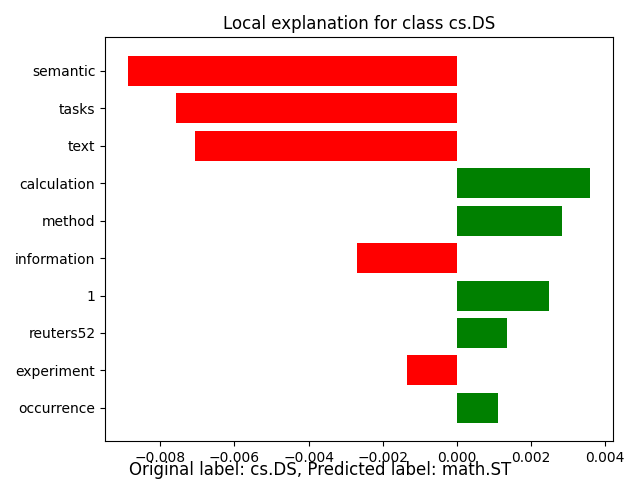 Local explanation for class cs.DS
semantic
tasks
text
calculation
method
information
1
reuters52
experiment
occurrence
−0.008 −0.006 −0.004 −0.002 0.000 0.002 0.004
Original label: cs.DS, Predicted label: math.ST